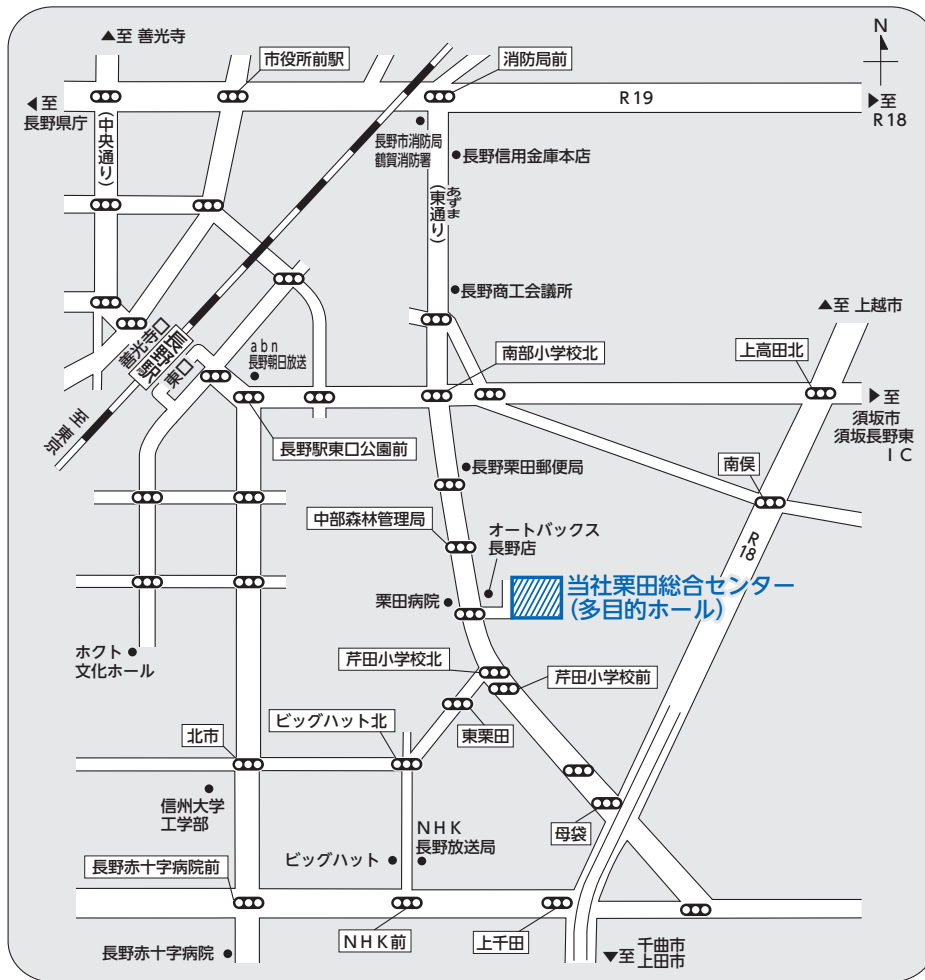 ▲至 善光寺
市役所前駅
消防局前
N
◀至
長野県庁
R19
▶至
R18
(中央通り)
長野市消防局
鶴賀消防署
長野信用金庫本店
(東通り)
あずま
長野商工会議所
▲至 上越市
善光寺口
長野駅
東口
abn
長野朝日放送
南部小学校北
上高田北
▶至
須坂市
須坂長野東
IC
至東京
長野駅東口公園前
長野栗田郵便局
南俣
中部森林管理局
オートバックス
長野店
R18
栗田病院
当社栗田総合センター
(多目的ホール)
ホクト
文化ホール
芹田小学校北
芹田小学校前
北市
ビッグハット北
東栗田
信州大学
工学部
NHK
長野放送局
母袋
ビッグハット
長野赤十字病院前
長野赤十字病院
NHK前
上千田
▼至
千曲市
上田市